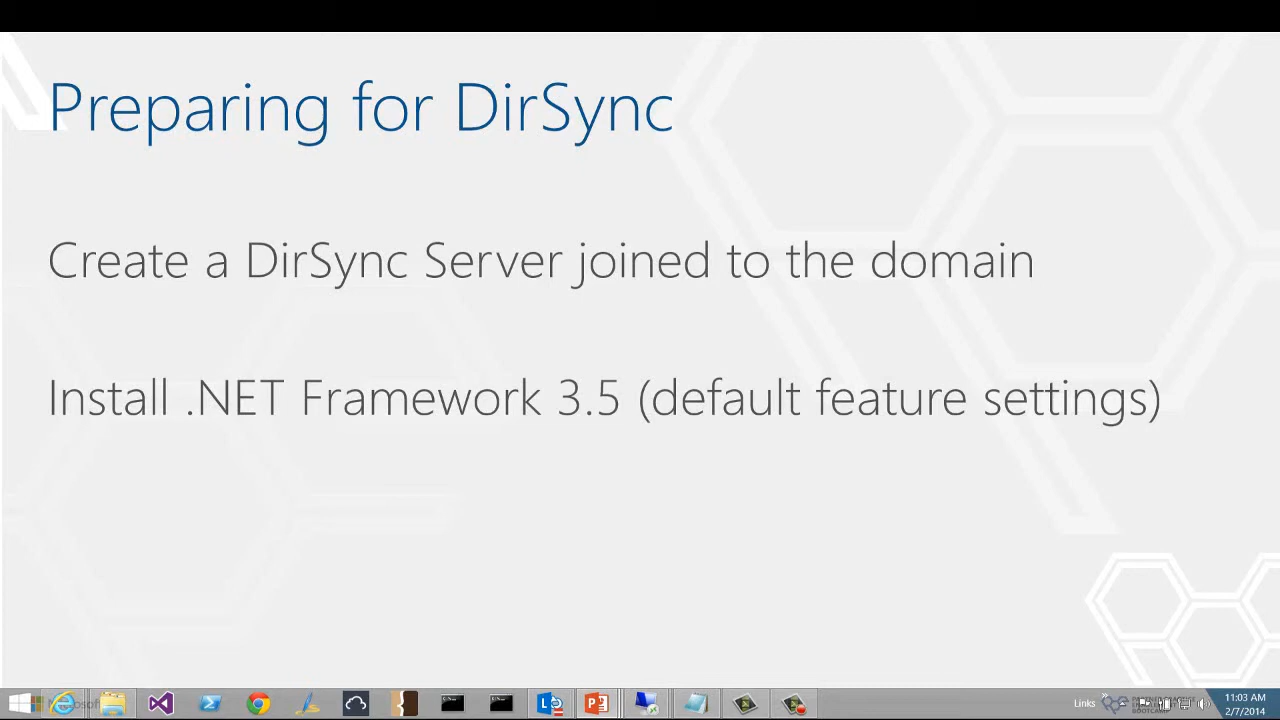 Preparing for DirSync
Create a DirSync Server joined to the domain
Install .NET Framework 3.5 (default feature settings)
Links
11:03 AM
2/7/2014